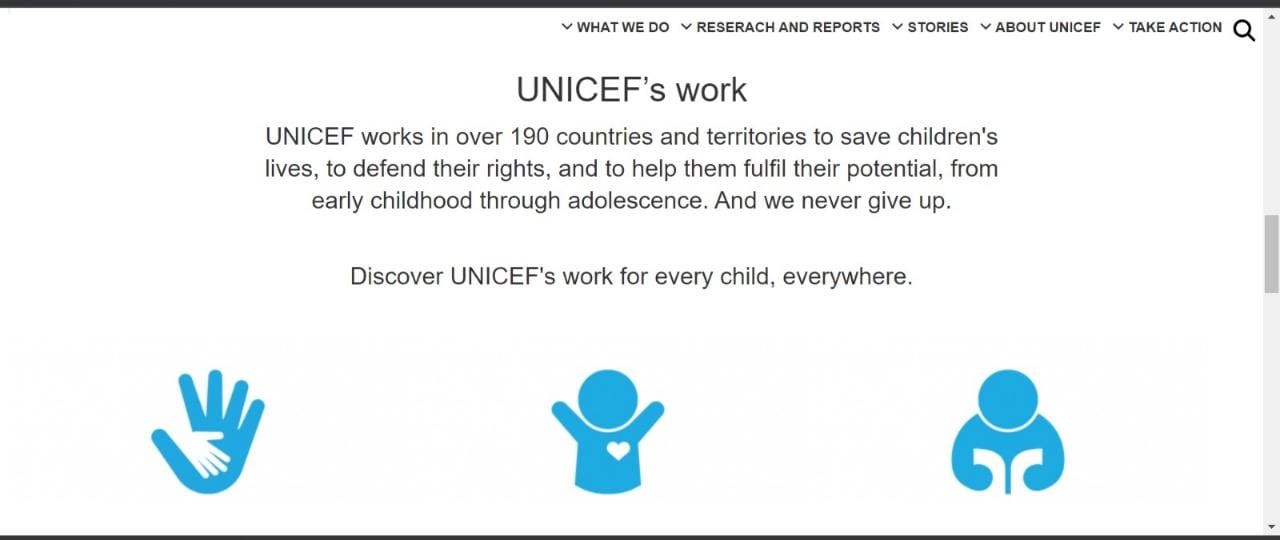 WHAT WE DO RESERACH AND REPORTS STORIES ABOUT UNICEF TAKE ACTION
UNICEF’s work
UNICEF works in over 190 countries and territories to save children's
lives, to defend their rights, and to help them fulfil their potential, from
early childhood through adolescence. And we never give up.
Discover UNICEF's work for every child, everywhere.